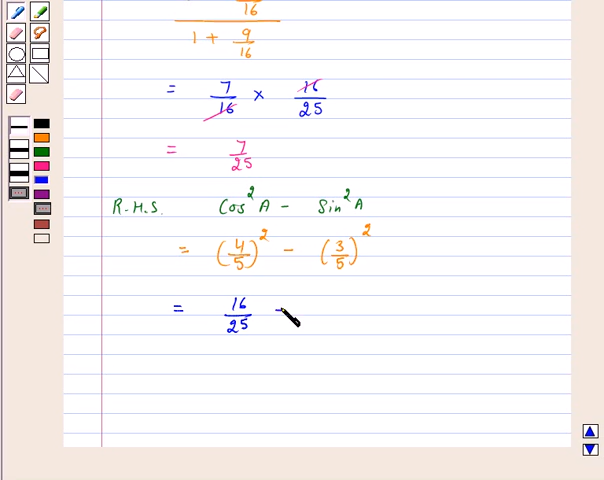 16
1 + 9/16
= 7/16 × 16/25
= 7/25
R.H.S. Cos²A - Sin²A
= (4/5)² - (3/5)²
= 16/25 -